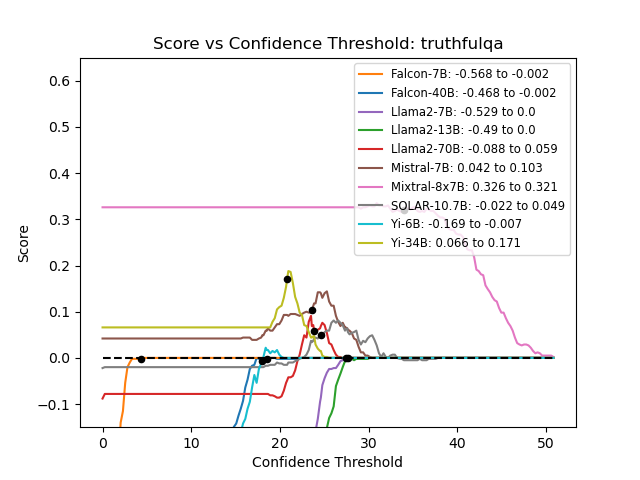 Score vs Confidence Threshold: truthfulqa
Falcon-7B: -0.568 to -0.002
Falcon-40B: -0.468 to -0.002
Llama2-7B: -0.529 to 0.0
Llama2-13B: -0.49 to 0.0
Llama2-70B: -0.088 to 0.059
Mistral-7B: 0.042 to 0.103
Mixtral-8x7B: 0.326 to 0.321
SOLAR-10.7B: -0.022 to 0.049
Yi-6B: -0.169 to -0.007
Yi-34B: 0.066 to 0.171
0.6
0.5
0.4
0.3
0.2
0.1
0.0
−0.1
Score
0 10 20 30 40 50
Confidence Threshold